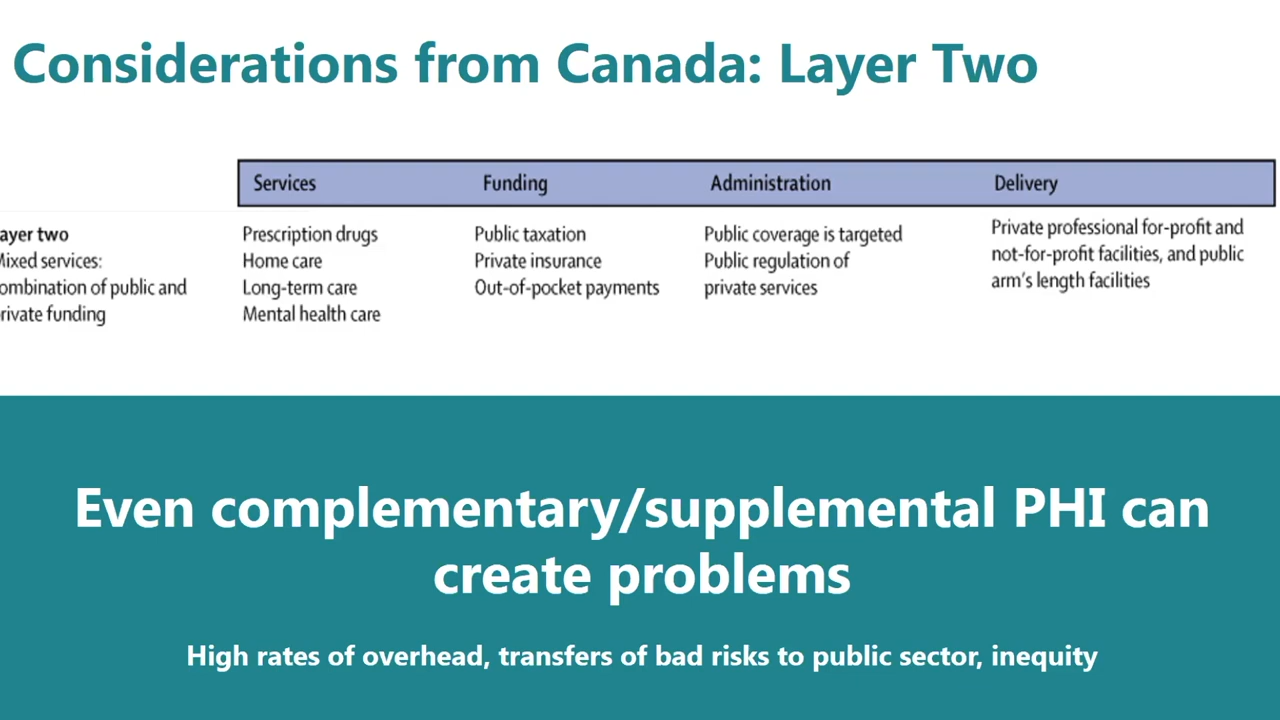 Considerations from Canada: Layer Two
Services Funding Administration Delivery
ayer two
Mixed services:
ombination of public and
rivate funding
Prescription drugs
Home care
Long-term care
Mental health care
Public taxation
Private insurance
Out-of-pocket payments
Public coverage is targeted
Public regulation of
private services
Private professional for-profit and
not-for-profit facilities, and public
arm's length facilities
Even complementary/supplemental PHI can
create problems
High rates of overhead, transfers of bad risks to public sector, inequity